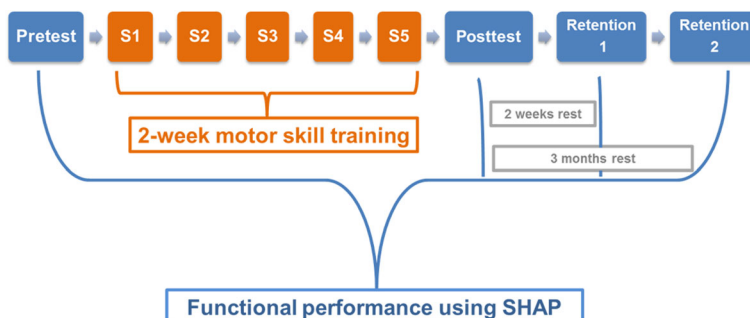 Pretest
S1
S2
S3
S4
S5
Posttest
Retention
1
Retention
2
2-week motor skill training
2 weeks rest
3 months rest
Functional performance using SHAP